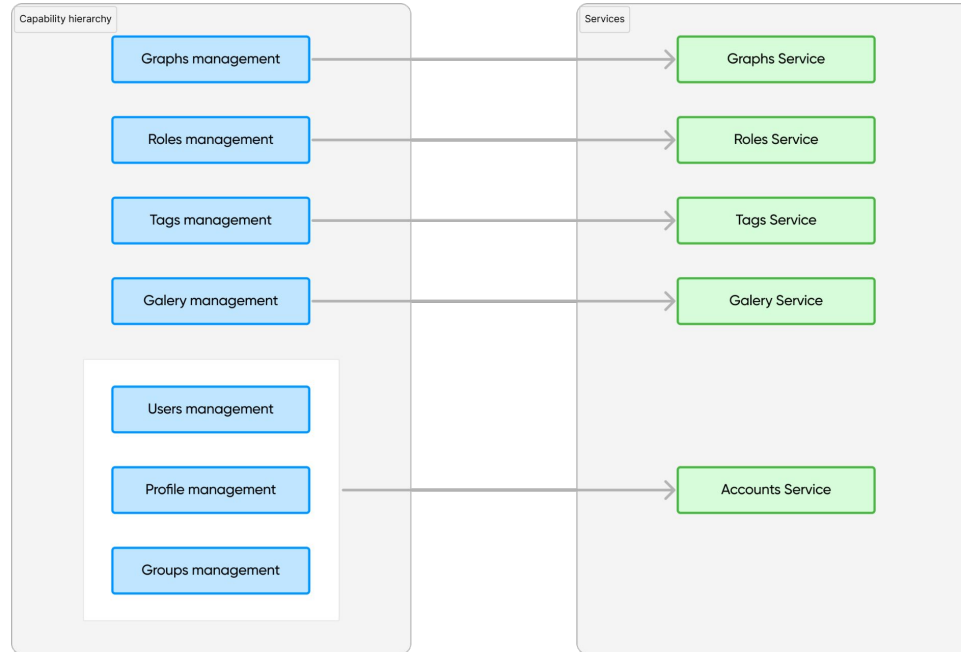 Capability hierarchy
Services
Graphs management
Graphs Service
Roles management
Roles Service
Tags management
Tags Service
Galery management
Galery Service
Users management
Profile management
Accounts Service
Groups management